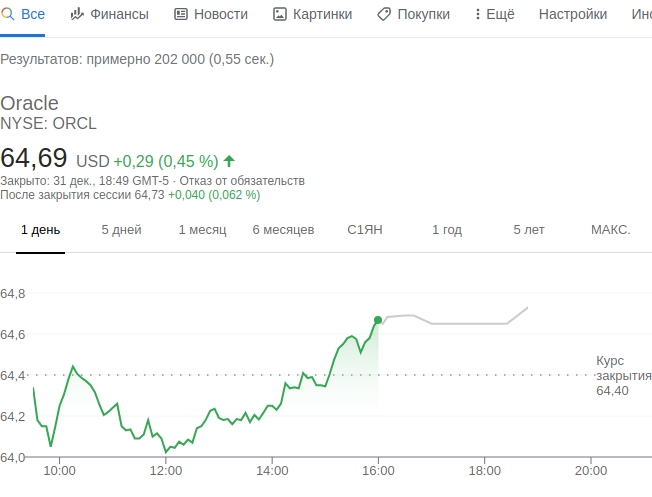 Все Финансы Новости Картинки Покупки Ещё Настройки
Результатов: примерно 202 000 (0,55 сек.)
Oracle
NYSE: ORCL
64,69 USD +0,29 (0,45 %)
Закрыто: 31 дек., 18:49 GMT-5 · Отказ от обязательств
После закрытия сессии 64,73 +0,040 (0,062 %)
1 день 5 дней 1 месяц 6 месяцев С1ЯН 1 год 5 лет МАКС.
64,8
64,6
64,4
64,2
64,0
Курс
закрытия
64,40
10:00 12:00 14:00 16:00 18:00 20:00